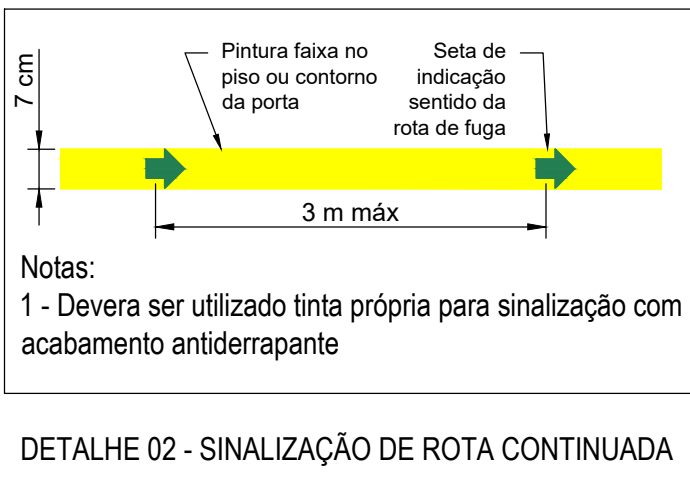 7 cm
Pintura faixa no
piso ou contorno
da porta
Seta de
indicação
sentido da
rota de fuga
3 m máx
Notas:
1 - Devera ser utilizado tinta própria para sinalização com
acabamento antiderrapante
DETALHE 02 - SINALIZAÇÃO DE ROTA CONTINUADA